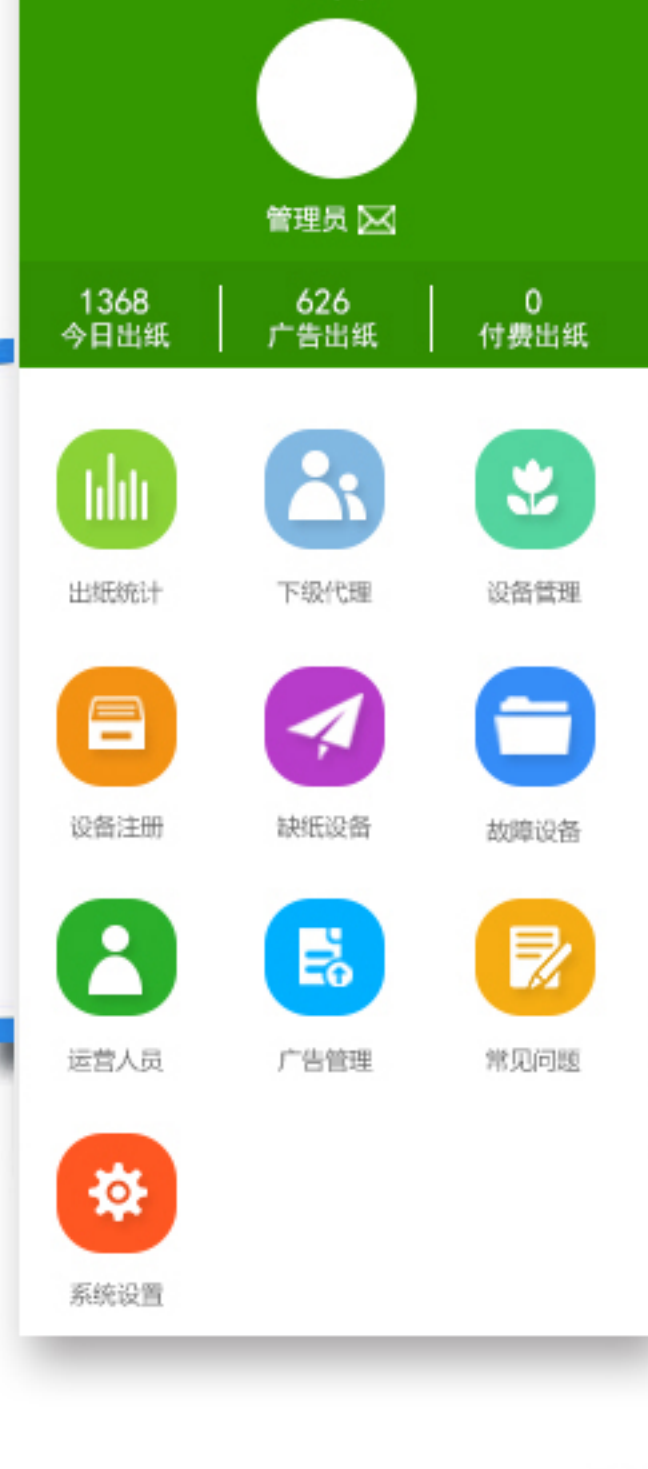 管理员
1368 626 0
今日出纸 广告出纸 付费出纸
出纸统计 下级代理 设备管理
设备注册 缺纸设备 故障设备
运营人员 广告管理 常见问题
系统设置